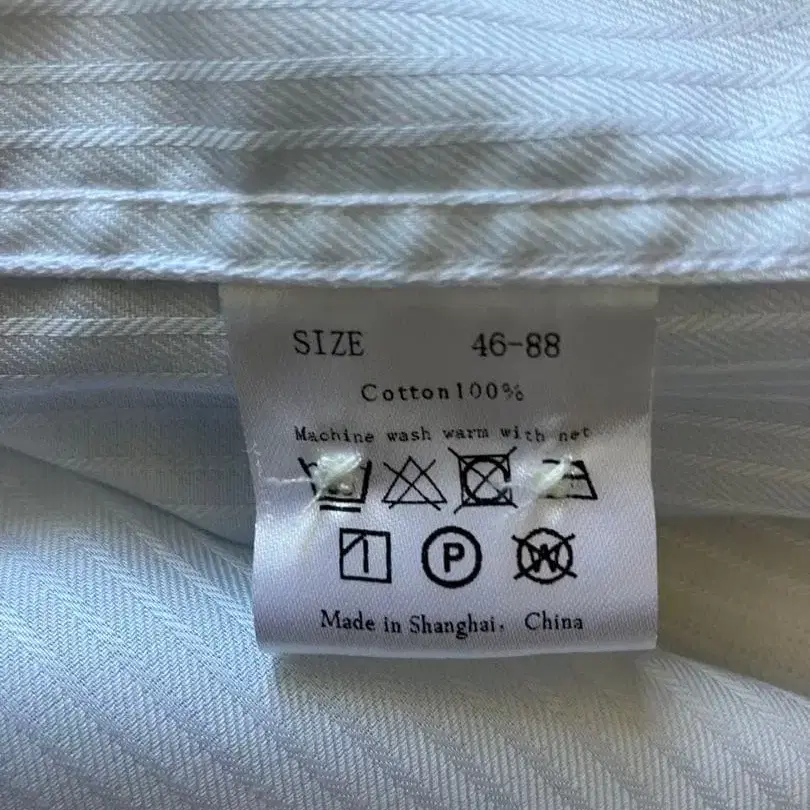 SIZE 46-88
Cotton100%
Machine wash warm with net
P W
Made in Shanghai, China